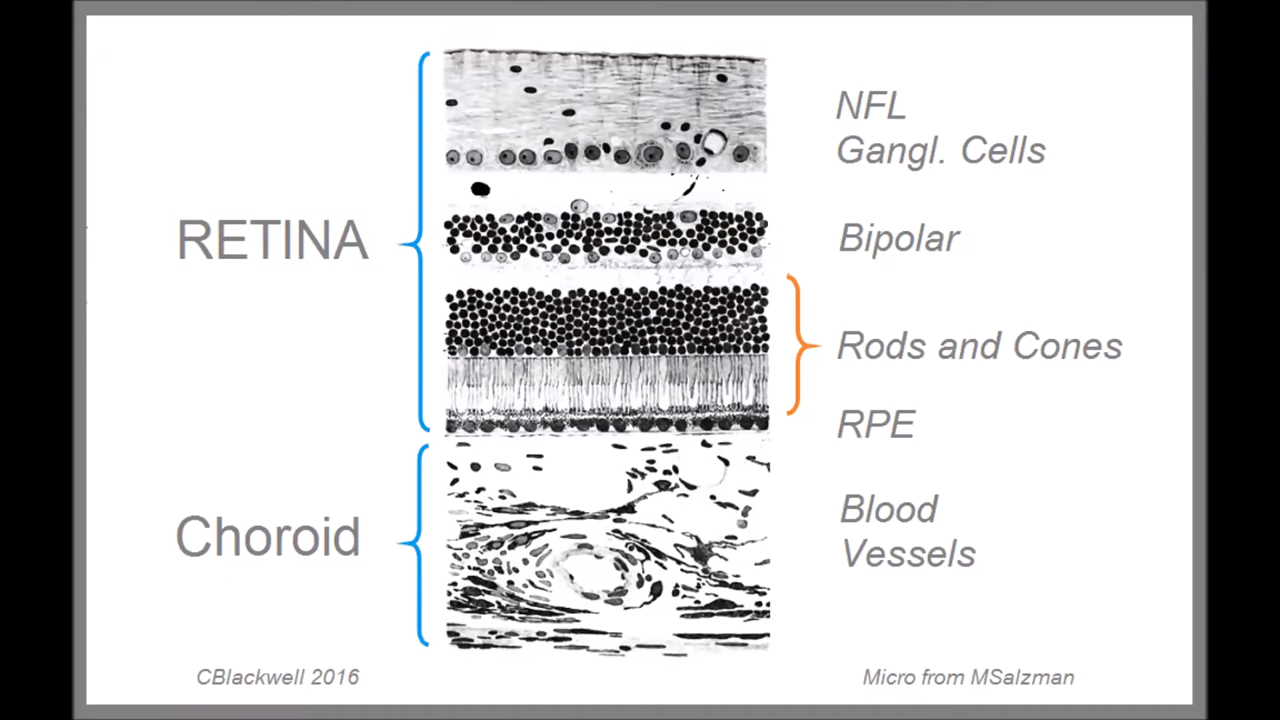 NFL
Gangl. Cells
RETINA
Bipolar
Rods and Cones
RPE
Choroid
Blood
Vessels
CBlackwell 2016
Micro from MSalzman